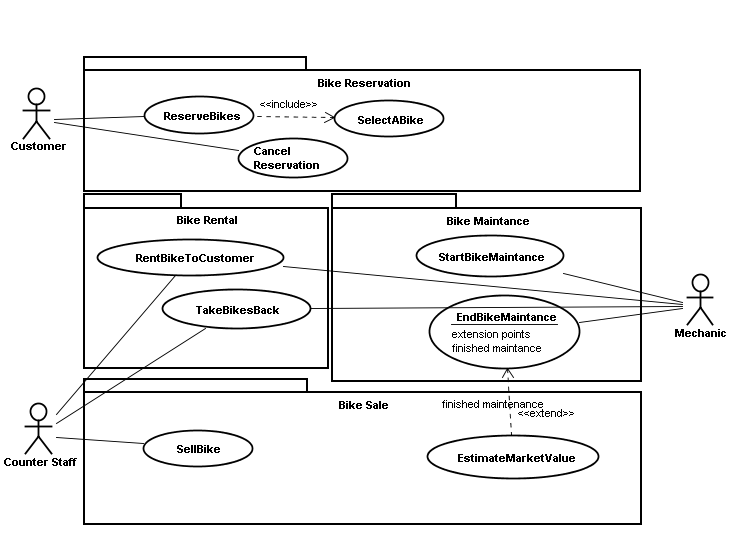 Bike Reservation
ReserveBikes
<<include>>
SelectABike
Customer
Cancel
Reservation
Bike Rental
RentBikeToCustomer
TakeBikesBack
Bike Maintance
StartBikeMaintance
EndBikeMaintance
extension points
finished maintance
Mechanic
Bike Sale
finished maintenance
<<extend>>
Counter Staff
SellBike
EstimateMarketValue